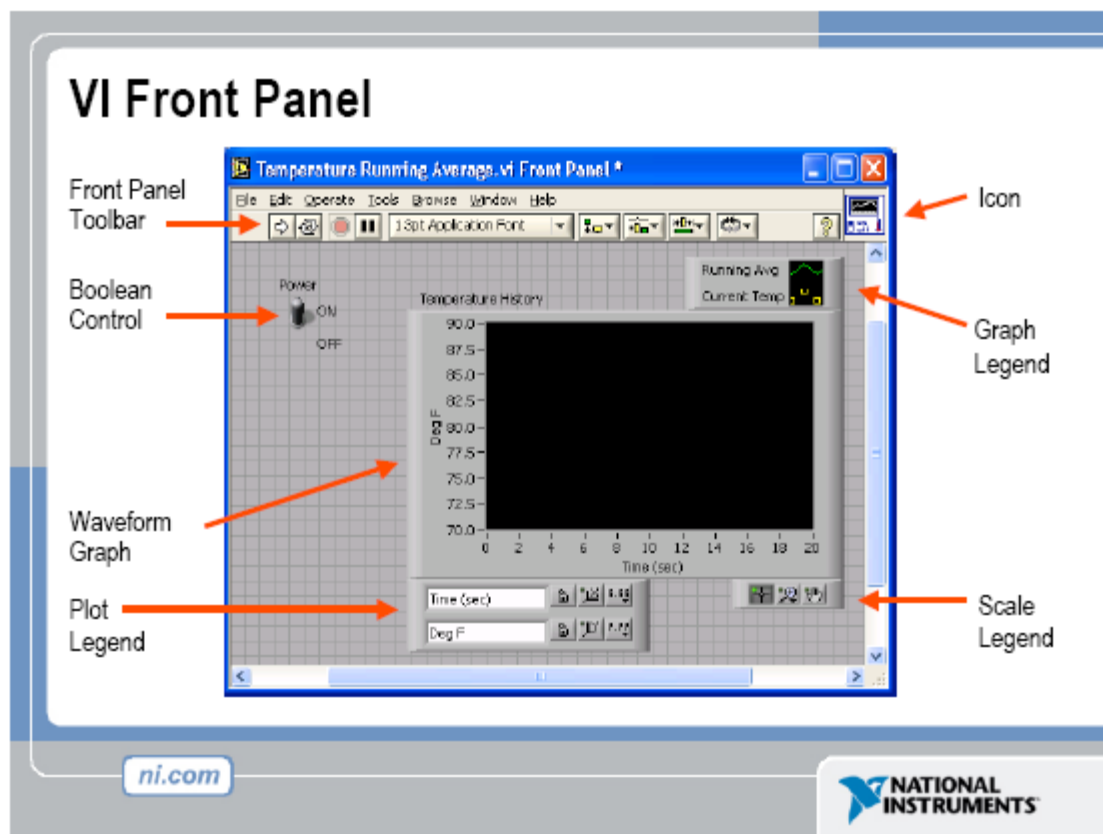 VI Front Panel
Front Panel
Toolbar
Boolean
Control
Waveform
Graph
Plot
Legend
Temperature Running Average.vi Front Panel *
File Edit Operate Tools Browse Window Help
13pt Application Font
?
Power
ON
OFF
Temperature History
Running Avg
Current Temp
90.0
87.5
85.0
82.5
80.0
77.5
75.0
72.5
70.0
Deg F
0 2 4 6 8 10 12 14 16 18 20
Time (sec)
Time (sec)
Deg F
Icon
Graph
Legend
Scale
Legend
ni.com
NATIONAL
INSTRUMENTS